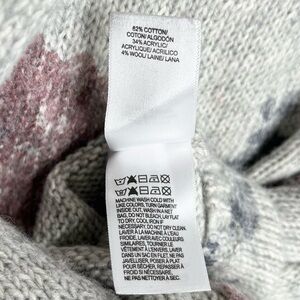 62% COTTON/
COTON/ALGODÓN
34% ACRYLIC/
ACRYLIQUE/ACRILICO
4% WOOL/LAINE/LANA
MACHINE WASH COLD WITH
LIKE COLORS, TURN GARMENT
INSIDE OUT, WASH IN A NET
BAG, DO NOT BLEACH, LAY FLAT
TO DRY, COOL IRON IF
NECESSARY, DO NOT DRY CLEAN.
LAVER À LA MACHINE À L'EAU
FROIDE, LAVER AVEC COULEURS
SIMILAIRES, TOURNER LE
VÊTEMENT À L'ENVERS, LAVER
DANS UN SAC EN FILET, NE PAS
JAVELLISER, POSER À PLAT
POUR SÉCHER, REPASSER À
FROID SI NÉCESSAIRE,
NE PAS NETTOYER À SEC.